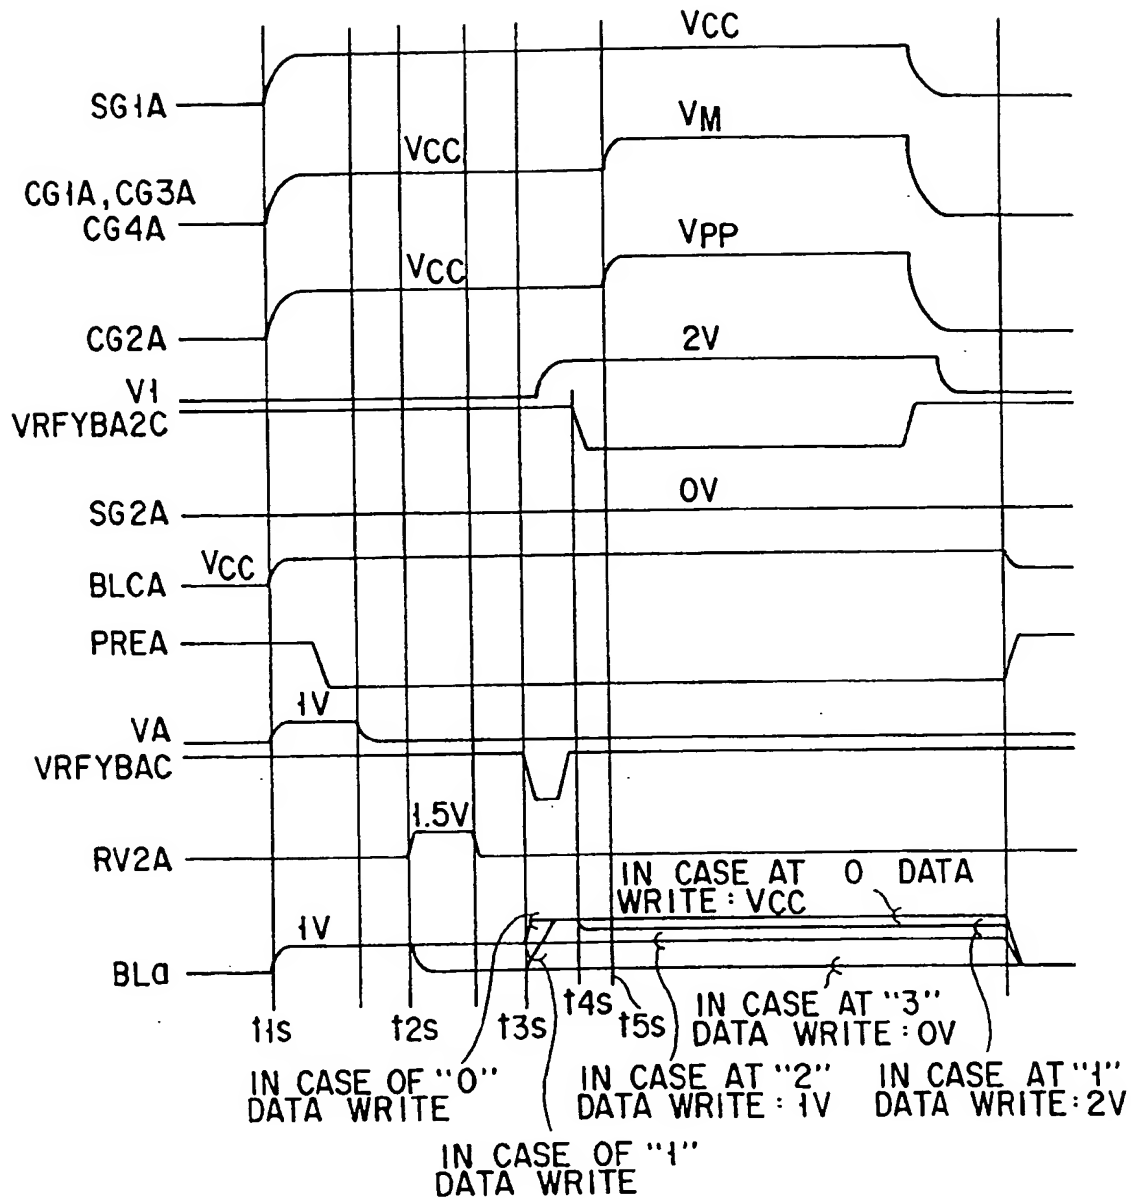 VCC
SG1A
VM
VCC
CG1A, CG3A
CG4A
VPP
VCC
CG2A
2V
V1
VRFYBA2C
0V
SG2A
VCC
BLCA
PREA
1V
VA
VRFYBAC
1.5V
RV2A
IN CASE AT 0 DATA
WRITE : VCC
1V
BLa
t1s
t2s
t3s
t4s
t5s
IN CASE AT "3"
DATA WRITE : 0V
IN CASE OF "0"
DATA WRITE
IN CASE AT "2"
DATA WRITE : 1V
IN CASE AT "1"
DATA WRITE : 2V
IN CASE OF "1"
DATA WRITE